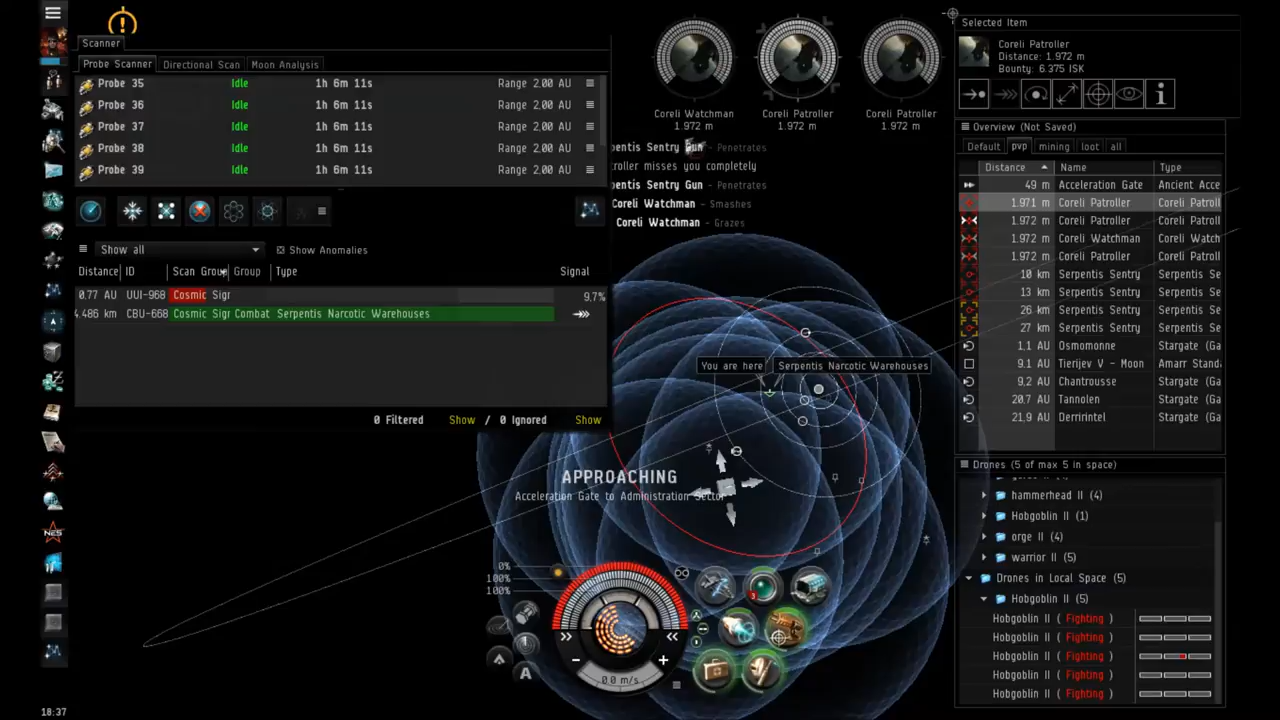 Scanner
Probe Scanner Directional Scan Moon Analysis
Probe 35 Idle 1h 6m 11s Range 2.00 AU
Probe 36 Idle 1h 6m 11s Range 2.00 AU
Probe 37 Idle 1h 6m 11s Range 2.00 AU
Probe 38 Idle 1h 6m 11s Range 2.00 AU
Probe 39 Idle 1h 6m 11s Range 2.00 AU
Show all Show Anomalies
Distance ID Scan Group Group Type Signal
0.77 AU UUI-968 Cosmic Sigr 9.7%
4.486 km CBU-668 Cosmic Sigr Combat Serpentis Narcotic Warehouses
0 Filtered Show / 0 Ignored Show
Coreli Watchman
1.972 m
Coreli Patroller
1.972 m
Coreli Patroller
1.972 m
pentis Sentry Gun - Penetrates
roller misses you completely
pentis Sentry Gun - Penetrates
Coreli Watchman - Smashes
Coreli Watchman - Grazes
You are here
Serpentis Narcotic Warehouses
APPROACHING
Acceleration Gate to Administration Sector
0%
100%
100%
3
A
0.0 m/s
Selected Item
Coreli Patroller
Distance: 1.972 m
Bounty: 6.375 ISK
Overview (Not Saved)
Default pvp mining loot all
Distance Name Type
49 m Acceleration Gate Ancient Acce
1.971 m Coreli Patroller Coreli Patroll
1.972 m Coreli Patroller Coreli Patroll
1.972 m Coreli Watchman Coreli Watch
1.972 m Coreli Patroller Coreli Patroll
10 km Serpentis Sentry Serpentis Se
13 km Serpentis Sentry Serpentis Se
26 km Serpentis Sentry Serpentis Se
27 km Serpentis Sentry Serpentis Se
1.1 AU Osmomonne Stargate (Ga
9.1 AU Tierijev V - Moon Amarr Stand
9.2 AU Chantrousse Stargate (Ga
20.7 AU Tannolen Stargate (Ga
21.9 AU Derririntel Stargate (Ga
Drones (5 of max 5 in space)
hammerhead II (4)
Hobgoblin II (1)
orge II (4)
warrior II (5)
Drones in Local Space (5)
Hobgoblin II (5)
Hobgoblin II ( Fighting )
Hobgoblin II ( Fighting )
Hobgoblin II ( Fighting )
Hobgoblin II ( Fighting )
Hobgoblin II ( Fighting )
NES
18:37